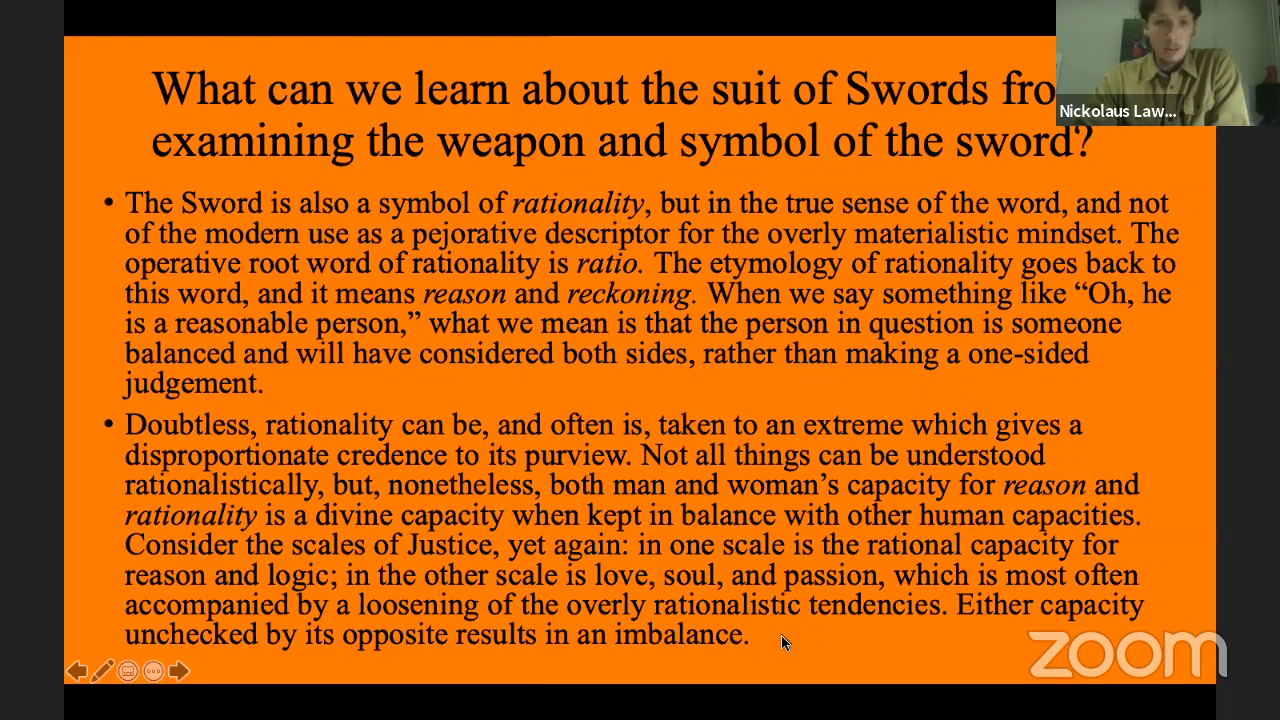 What can we learn about the suit of Swords fro
examining the weapon and symbol of the sword?
Nickolaus Law...
• The Sword is also a symbol of rationality, but in the true sense of the word, and not
of the modern use as a pejorative descriptor for the overly materialistic mindset. The
operative root word of rationality is ratio. The etymology of rationality goes back to
this word, and it means reason and reckoning. When we say something like “Oh, he
is a reasonable person,” what we mean is that the person in question is someone
balanced and will have considered both sides, rather than making a one-sided
judgement.
• Doubtless, rationality can be, and often is, taken to an extreme which gives a
disproportionate credence to its purview. Not all things can be understood
rationalistically, but, nonetheless, both man and woman’s capacity for reason and
rationality is a divine capacity when kept in balance with other human capacities.
Consider the scales of Justice, yet again: in one scale is the rational capacity for
reason and logic; in the other scale is love, soul, and passion, which is most often
accompanied by a loosening of the overly rationalistic tendencies. Either capacity
unchecked by its opposite results in an imbalance.
zoom